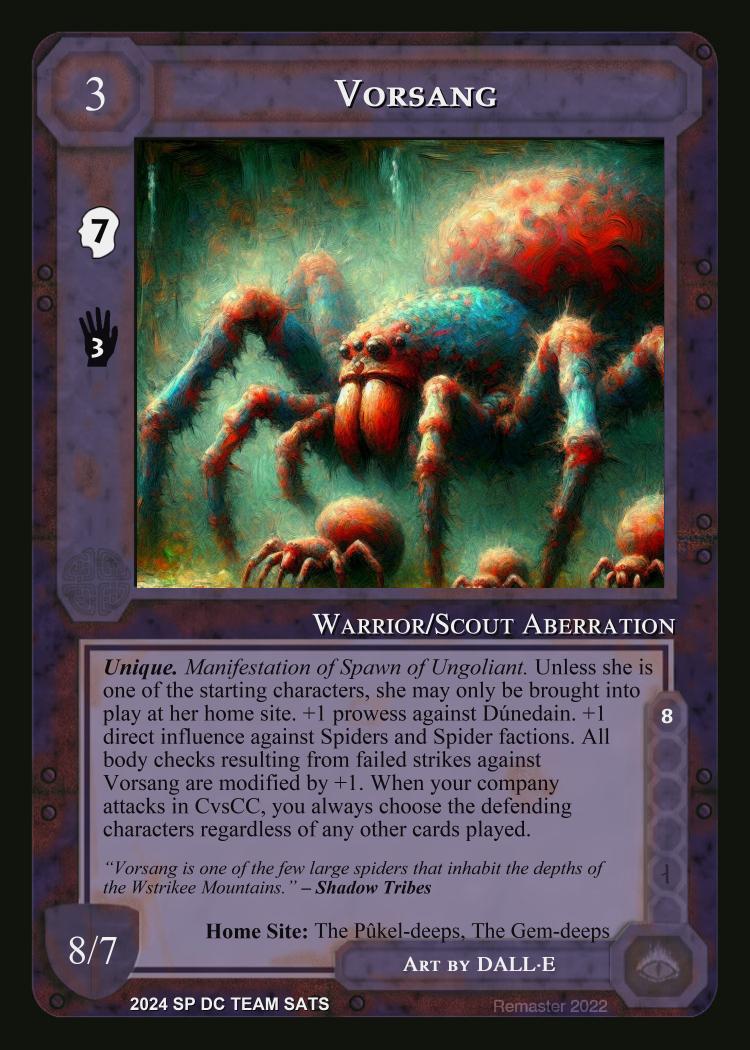 3
VORSANG
7
3
WARRIOR/SCOUT ABERRATION
Unique. Manifestation of Spawn of Ungoliant. Unless she is
one of the starting characters, she may only be brought into
play at her home site. +1 prowess against Dúnedain. +1
direct influence against Spiders and Spider factions. All
body checks resulting from failed strikes against
Vorsang are modified by +1. When your company
attacks in CvsCC, you always choose the defending
characters regardless of any other cards played.
8
“Vorsang is one of the few large spiders that inhabit the depths of
the Wstrikee Mountains.” – Shadow Tribes
Home Site: The Pûkel-deeps, The Gem-deeps
8/7
ART BY DALL·E
2024 SP DC TEAM SATS
Remaster 2022